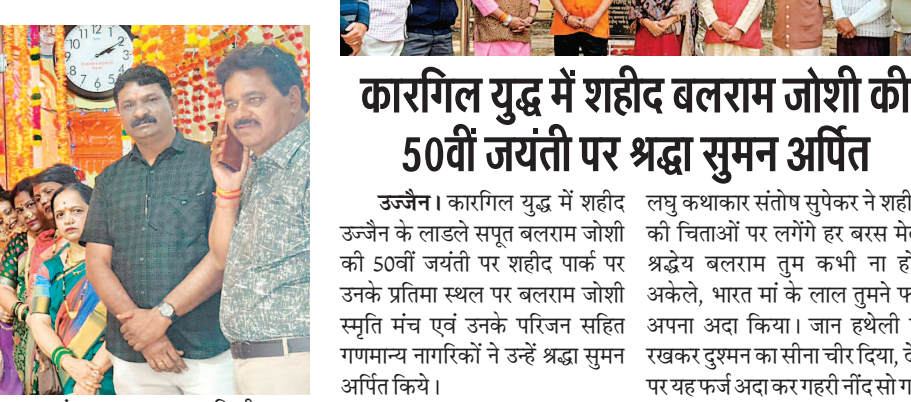 कारगिल युद्ध में शहीद बलराम जोशी की
50वीं जयंती पर श्रद्धा सुमन अर्पित
उज्जैन। कारगिल युद्ध में शहीद
उज्जैन के लाडले सपूत बलराम जोशी
की 50वीं जयंती पर शहीद पार्क पर
उनके प्रतिमा स्थल पर बलराम जोशी
स्मृति मंच एवं उनके परिजन सहित
गणमान्य नागरिकों ने उन्हें श्रद्धा सुमन
अर्पित किये।
लघु कथाकार संतोष सुपेकर ने
की चिताओं पर लगेंगे हर बरस
श्रद्धेय बलराम तुम कभी ना
अकेले, भारत मां के लाल तुमने
अपना अदा किया। जान हथेली
रखकर दुश्मन का सीना चीर दिया,
पर यह फर्ज अदा कर गहरी नींद सो